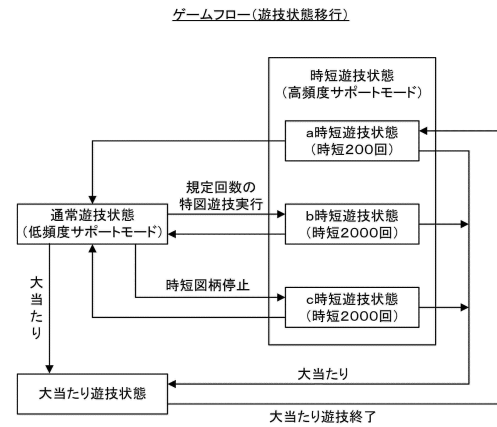 ゲームフロー(遊技状態移行)
時短遊技状態
(高頻度サポートモード)
a時短遊技状態
(時短200回)
規定回数の
特図遊技実行
通常遊技状態
(低頻度サポートモード)
b時短遊技状態
(時短2000回)
時短図柄停止
c時短遊技状態
(時短2000回)
大当たり
大当たり
大当たり遊技状態
大当たり遊技終了